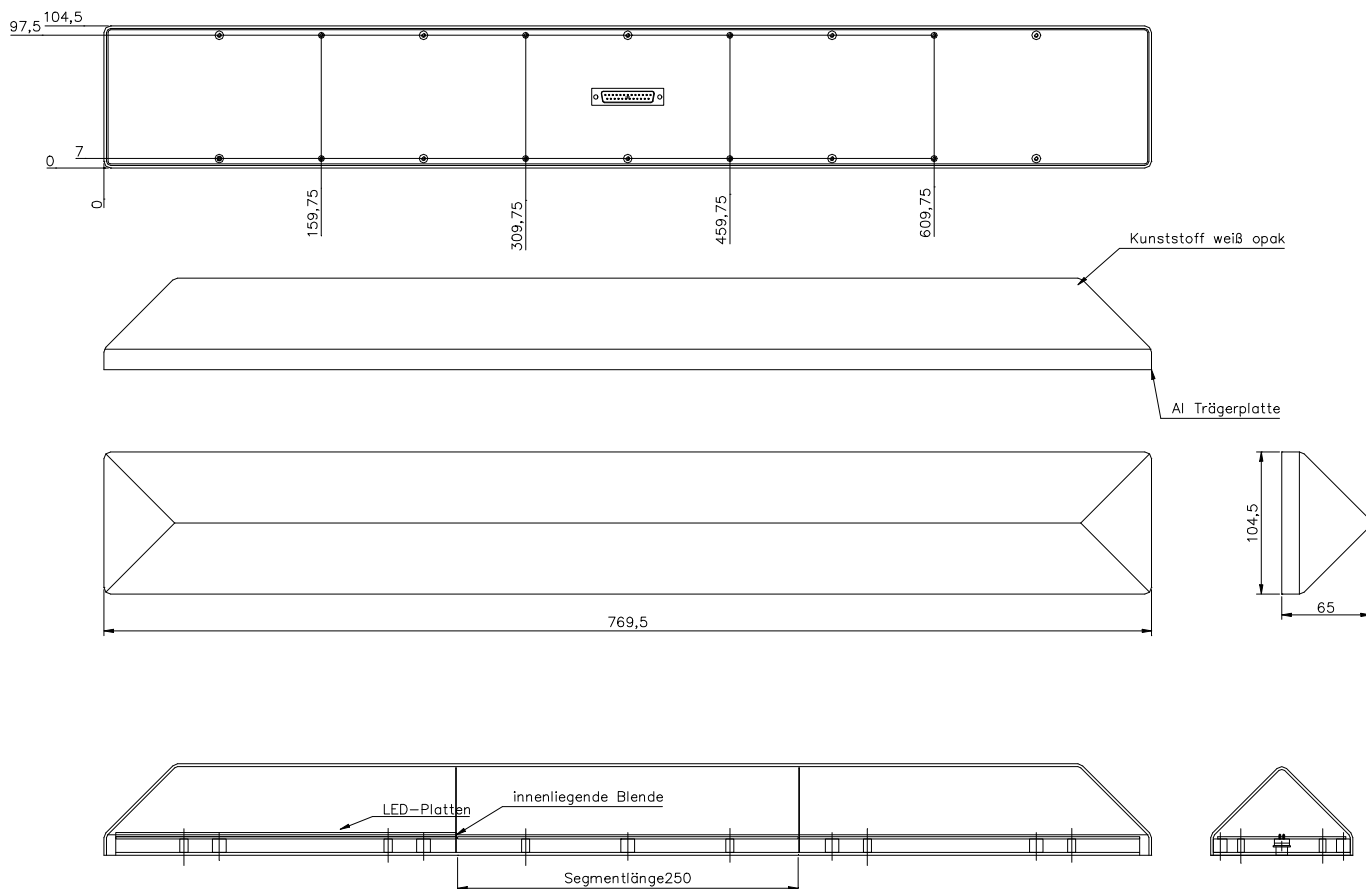 104,5
97,5
7
0
0
159,75
309,75
459,75
609,75
Kunststoff weiß opak
Al Trägerplatte
104,5
769,5
65
innenliegende Blende
LED-Platten
Segmentlänge250